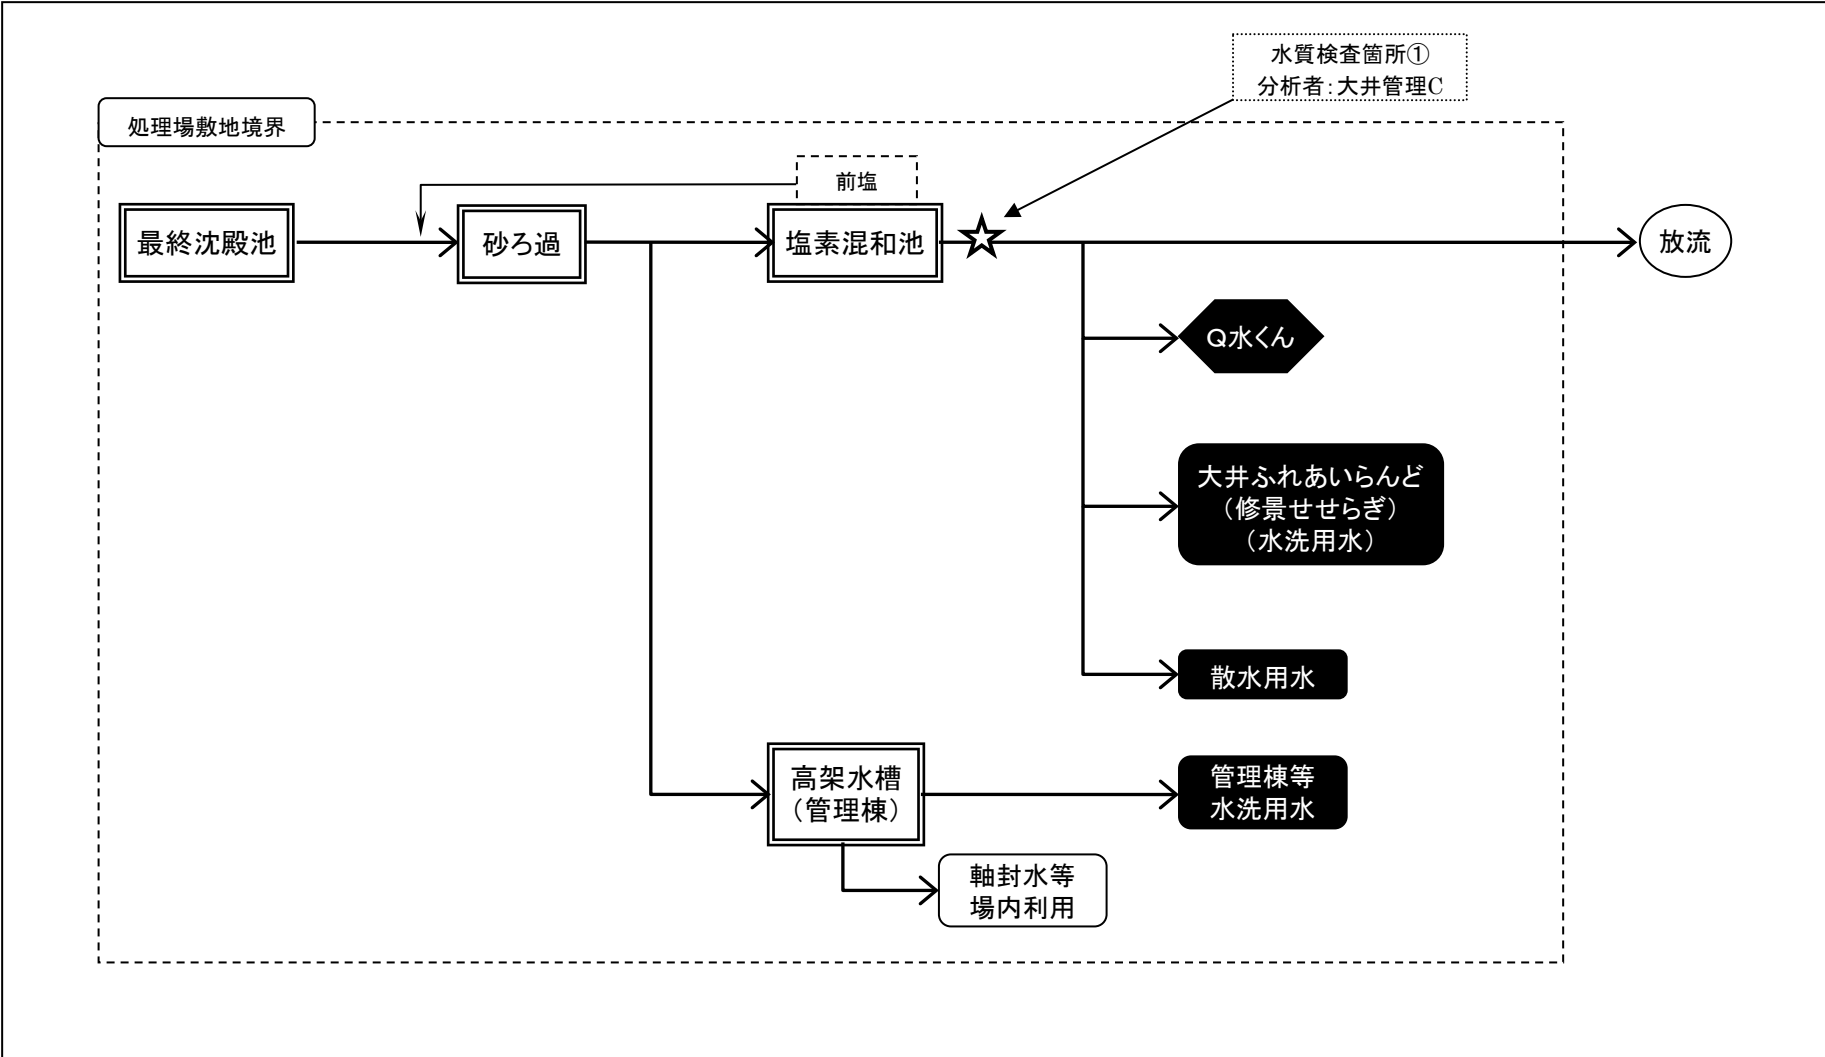 水質検査箇所①
分析者：大井管理C
処理場敷地境界
前塩
最終沈殿池
砂ろ過
塩素混和池
放流
Q水くん
大井ふれあいらんど
（修景せせらぎ）
（水洗用水）
散水用水
高架水槽
（管理棟）
管理棟等
水洗用水
軸封水等
場内利用